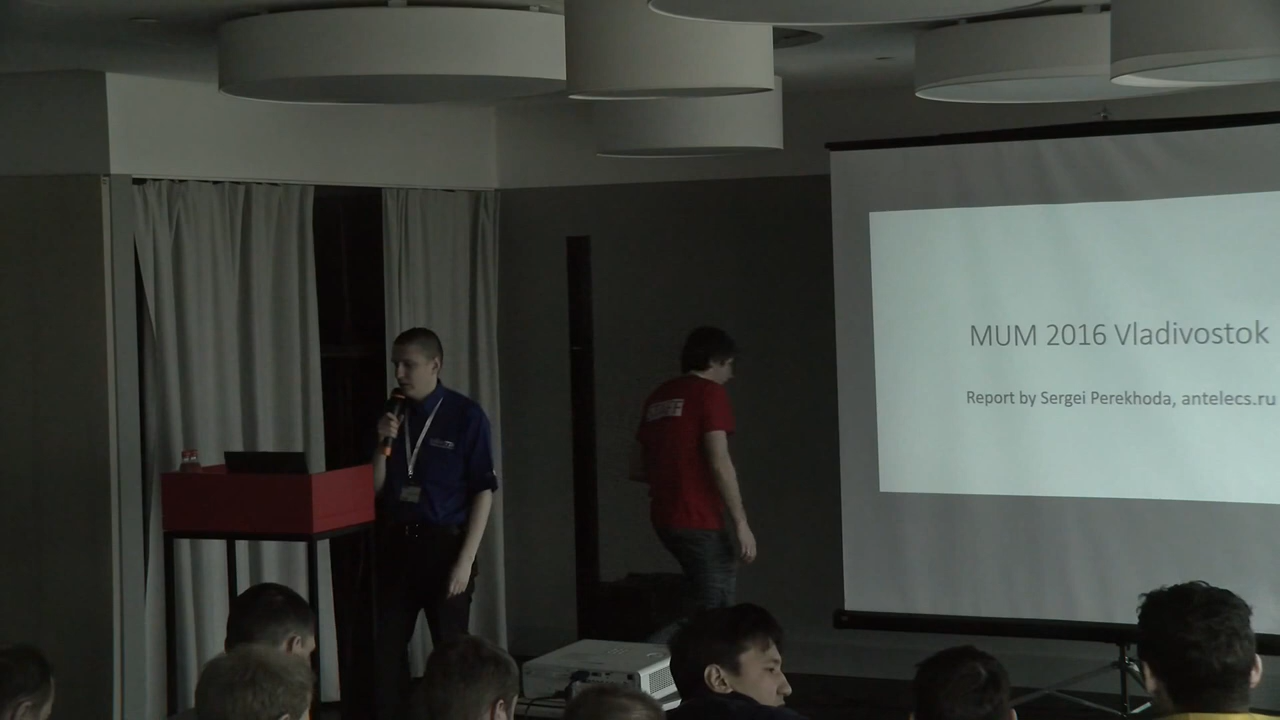 MUM 2016 Vladivostok
Report by Sergei Perekhoda, antelecs.ru